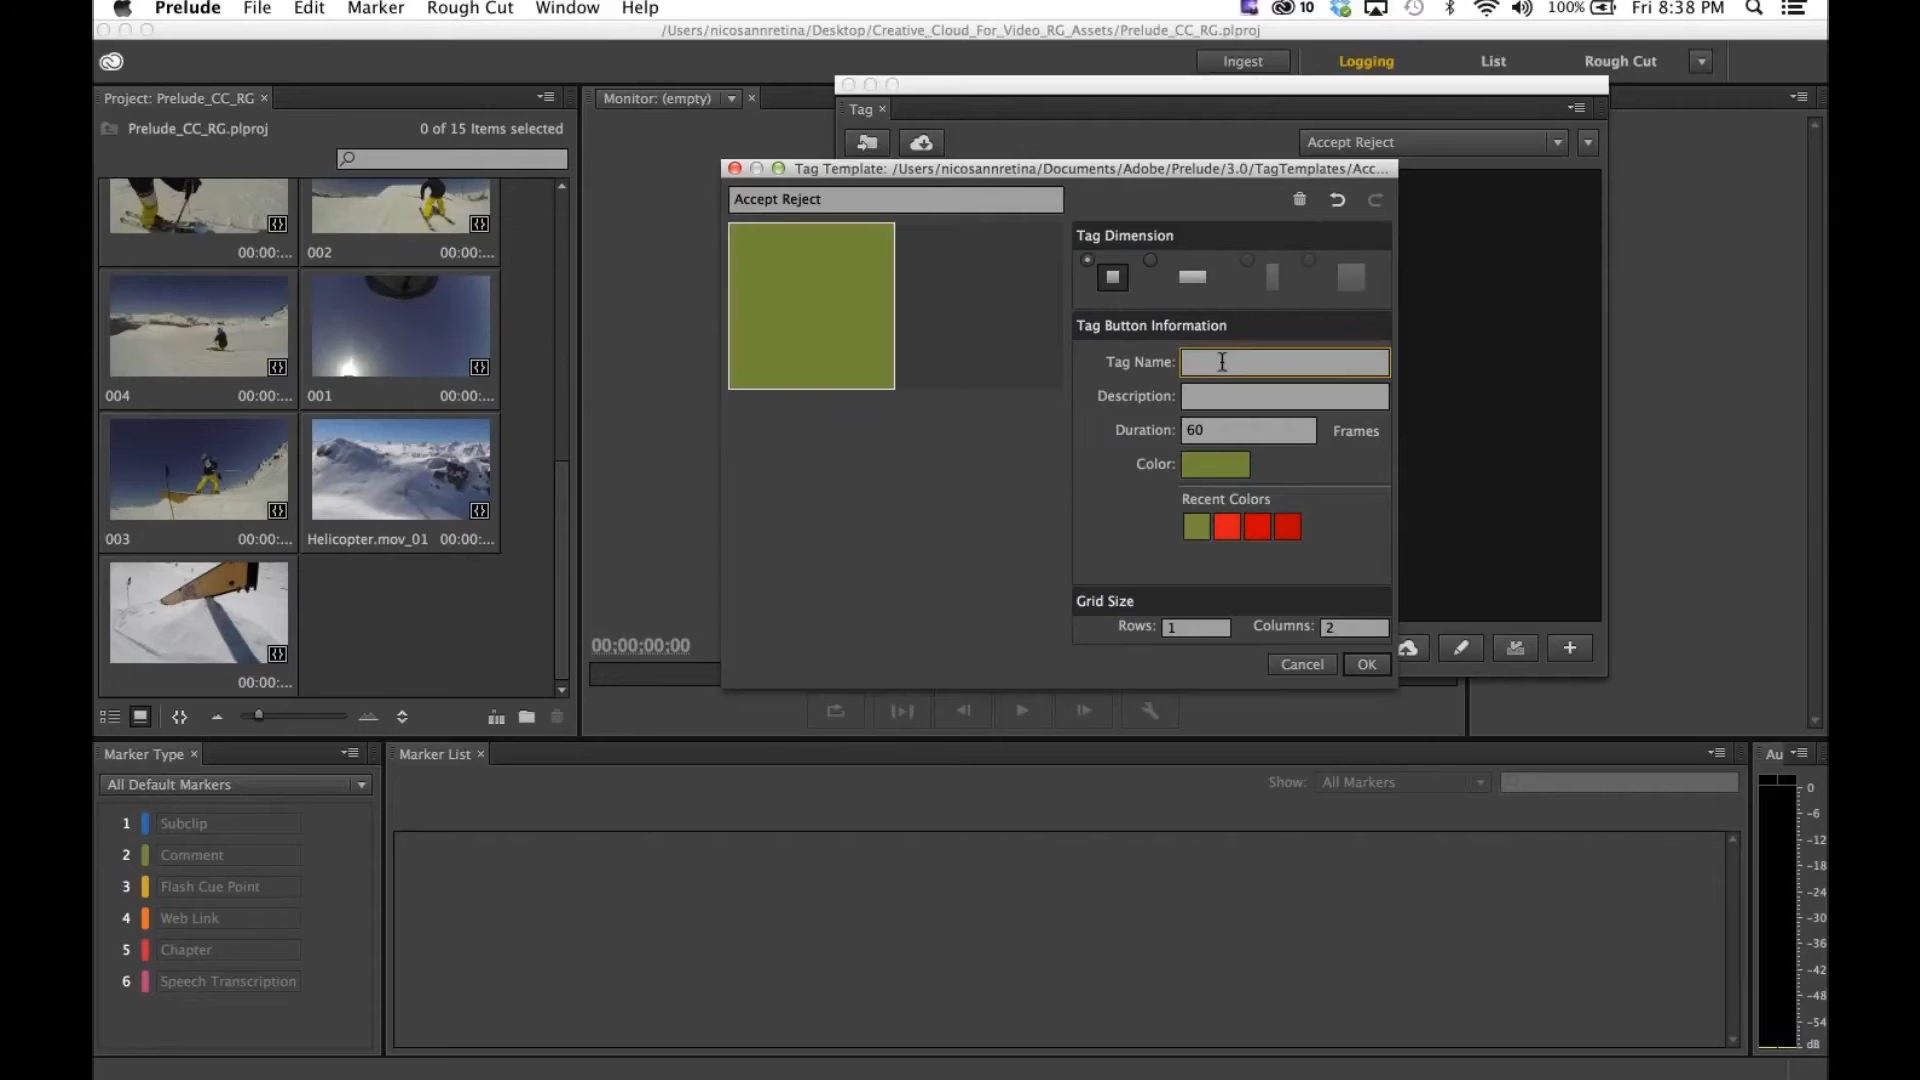 Prelude File Edit Marker Rough Cut Window Help 10 100% Fri 8:38 PM
/Users/nicosannretina/Desktop/Creative_Cloud_For_Video_RG_Assets/Prelude_CC_RG.plproj
Ingest Logging List Rough Cut
Project: Prelude_CC_RG × Monitor: (empty) ×
Tag ×
Prelude_CC_RG.plproj 0 of 15 Items selected
Accept Reject
Tag Template: /Users/nicosannretina/Documents/Adobe/Prelude/3.0/TagTemplates/Acc...
Accept Reject
Tag Dimension
00:00:... 002 00:00:...
Tag Button Information
Tag Name:
004 00:00:... 001 00:00:...
Description:
Duration: 60 Frames
Color:
Recent Colors
003 00:00:... Helicopter.mov_01 00:00:...
Grid Size
Rows: 1 Columns: 2
00:00:00:00
Cancel OK
00:00:...
Marker Type × Marker List × Au
All Default Markers Show: All Markers
1 Subclip
2 Comment
3 Flash Cue Point
4 Web Link
5 Chapter
6 Speech Transcription
0
-6
-12
-18
-24
-30
-36
-42
-48
-54
dB